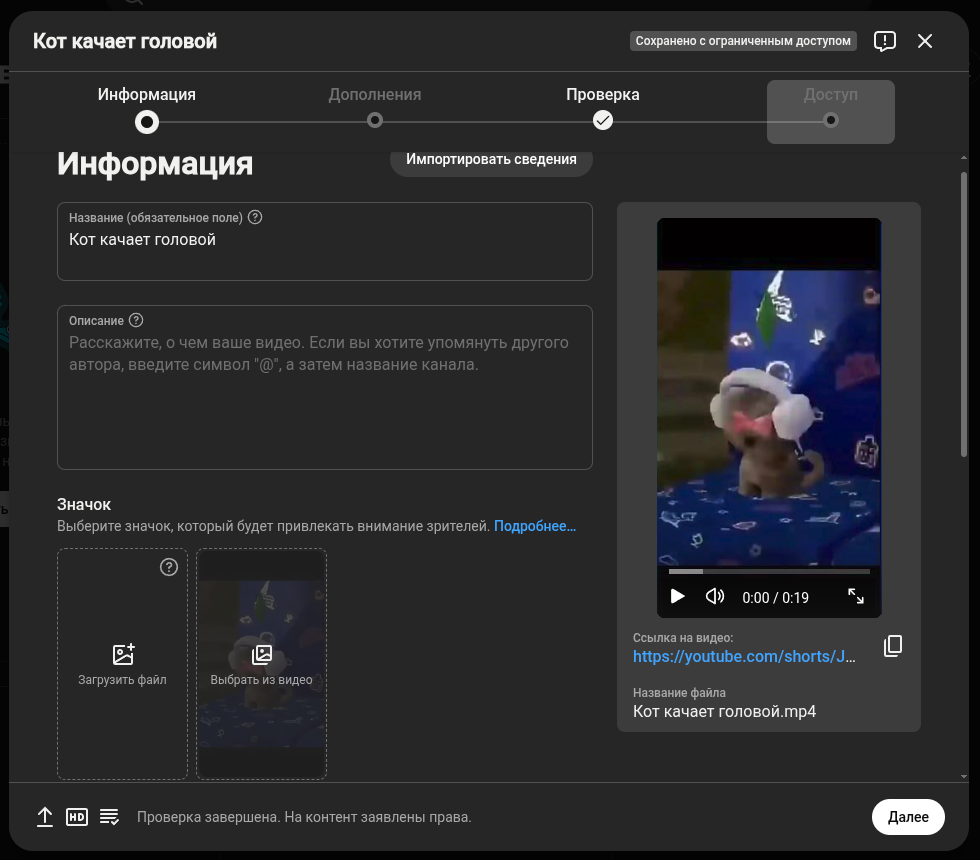 Кот качает головой
Сохранено с ограниченным доступом
Информация
Дополнения
Проверка
Доступ
Информация
Импортировать сведения
Название (обязательное поле)
Кот качает головой
Описание
Расскажите, о чем ваше видео. Если вы хотите упомянуть другого
автора, введите символ "@", а затем название канала.
Значок
Выберите значок, который будет привлекать внимание зрителей. Подробнее…
Загрузить файл
Выбрать из видео
0:00 / 0:19
Ссылка на видео:
https://youtube.com/shorts/J…
Название файла
Кот качает головой.mp4
HD
Проверка завершена. На контент заявлены права.
Далее